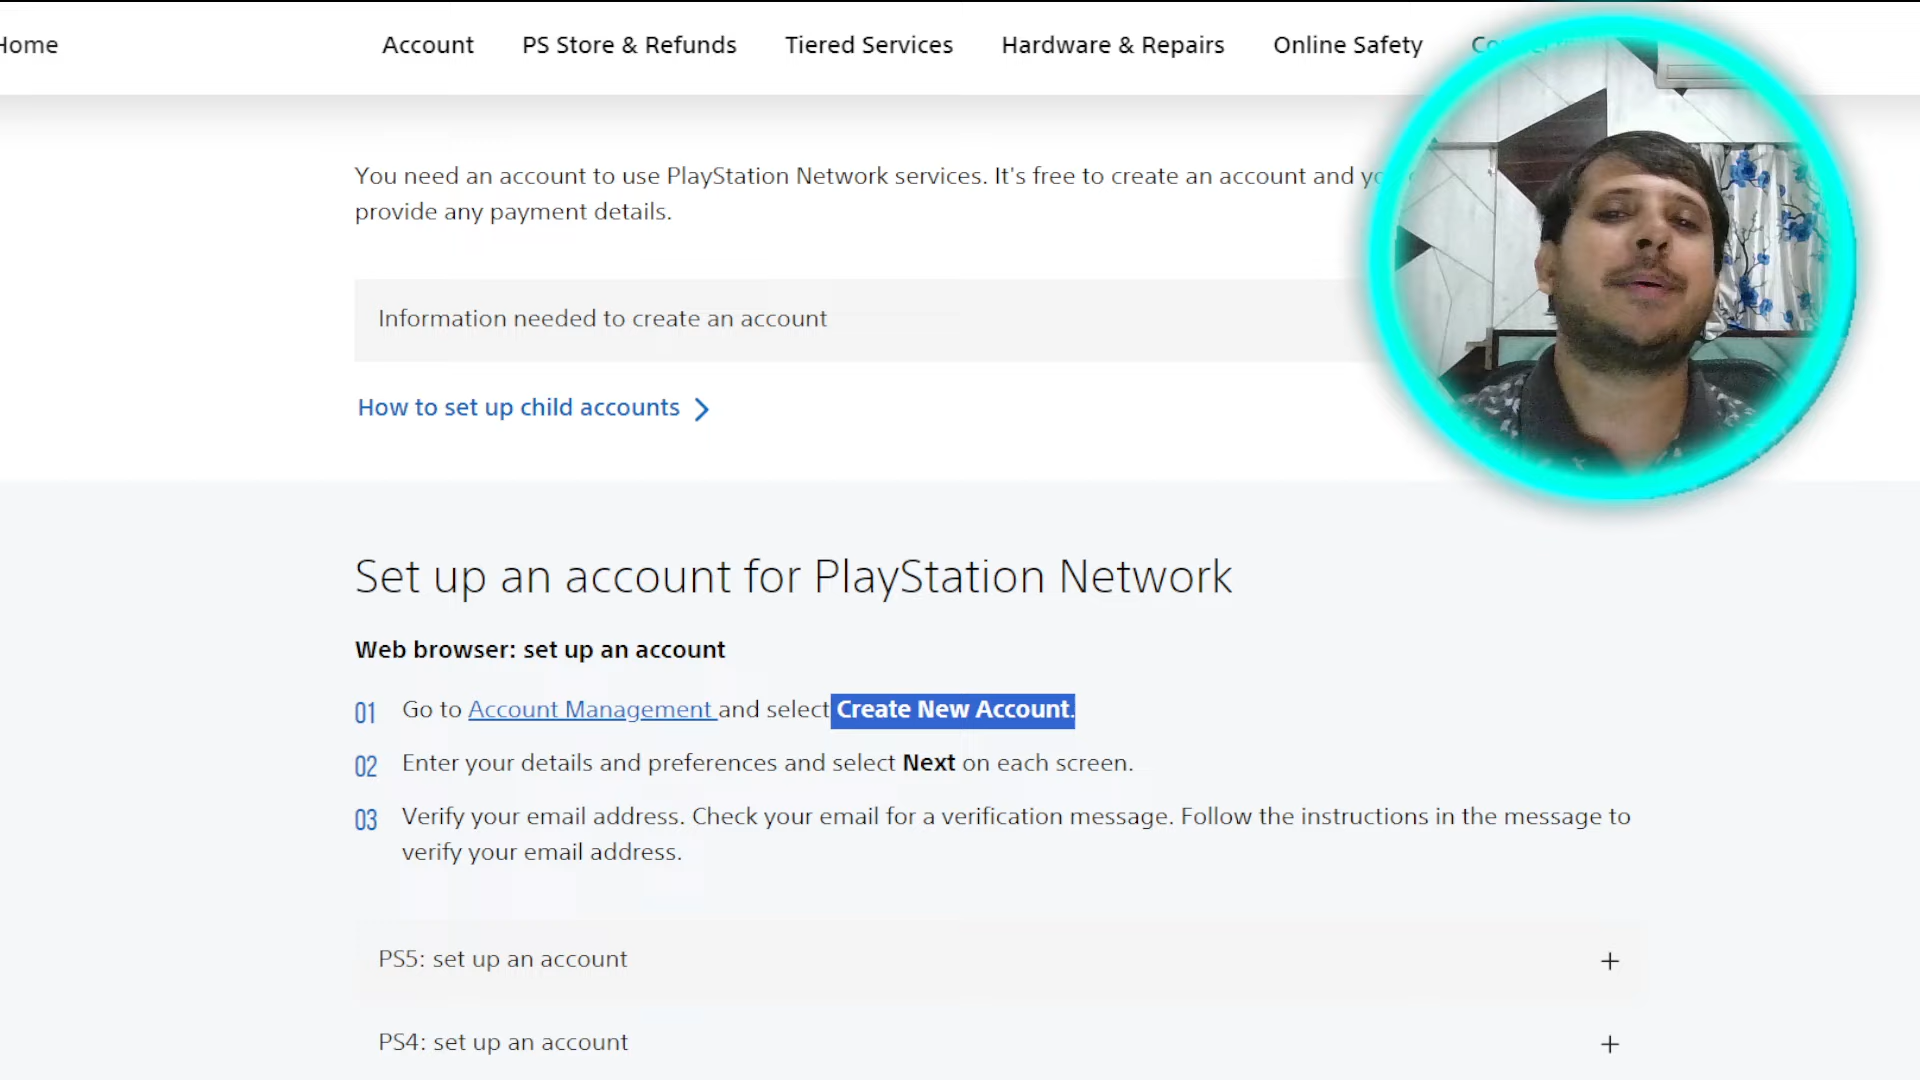 Account PS Store & Refunds Tiered Services Hardware & Repairs Online Safety
You need an account to use PlayStation Network services. It's free to create an account and
provide any payment details.
Information needed to create an account
How to set up child accounts
Set up an account for PlayStation Network
Web browser: set up an account
01 Go to Account Management and select Create New Account.
02 Enter your details and preferences and select Next on each screen.
03 Verify your email address. Check your email for a verification message. Follow the instructions in the message to
verify your email address.
PS5: set up an account +
PS4: set up an account +